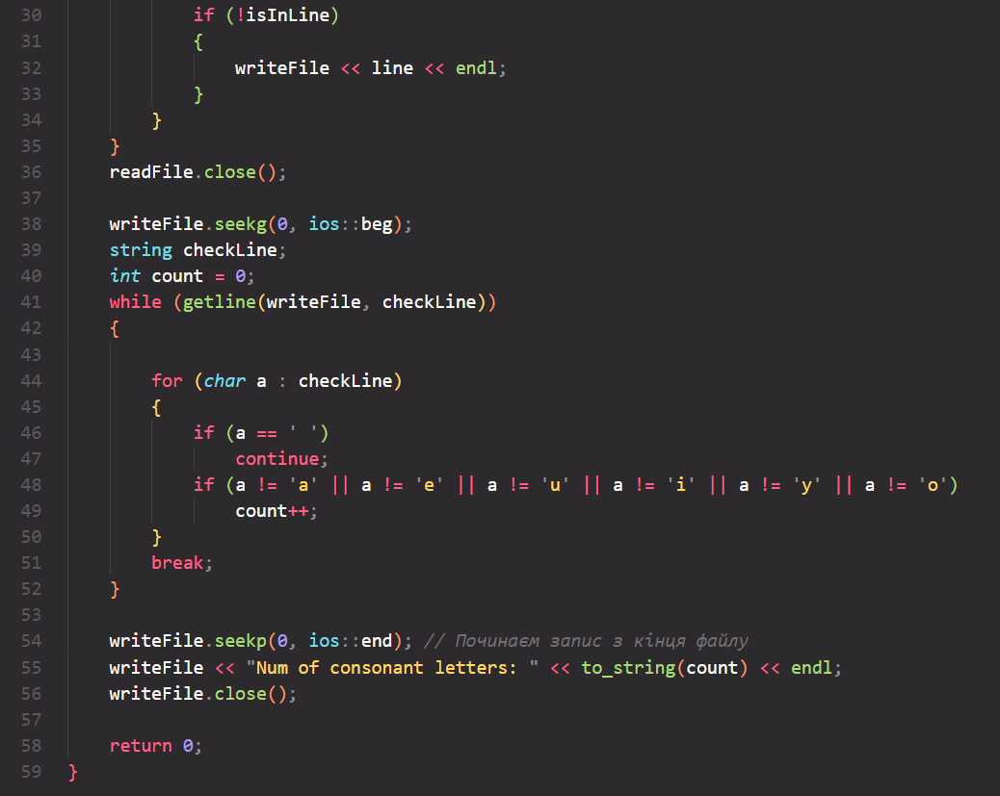 30 if (!isInLine)
31 {
32 writeFile << line << endl;
33 }
34 }
35 }
36 readFile.close();
37
38 writeFile.seekg(0, ios::beg);
39 string checkLine;
40 int count = 0;
41 while (getline(writeFile, checkLine))
42 {
43
44 for (char a : checkLine)
45 {
46 if (a == ' ')
47 continue;
48 if (a != 'a' || a != 'e' || a != 'u' || a != 'i' || a != 'y' || a != 'o')
49 count++;
50 }
51 break;
52 }
53
54 writeFile.seekp(0, ios::end); // Починаєм запис з кінця файлу
55 writeFile << "Num of consonant letters: " << to_string(count) << endl;
56 writeFile.close();
57
58 return 0;
59 }